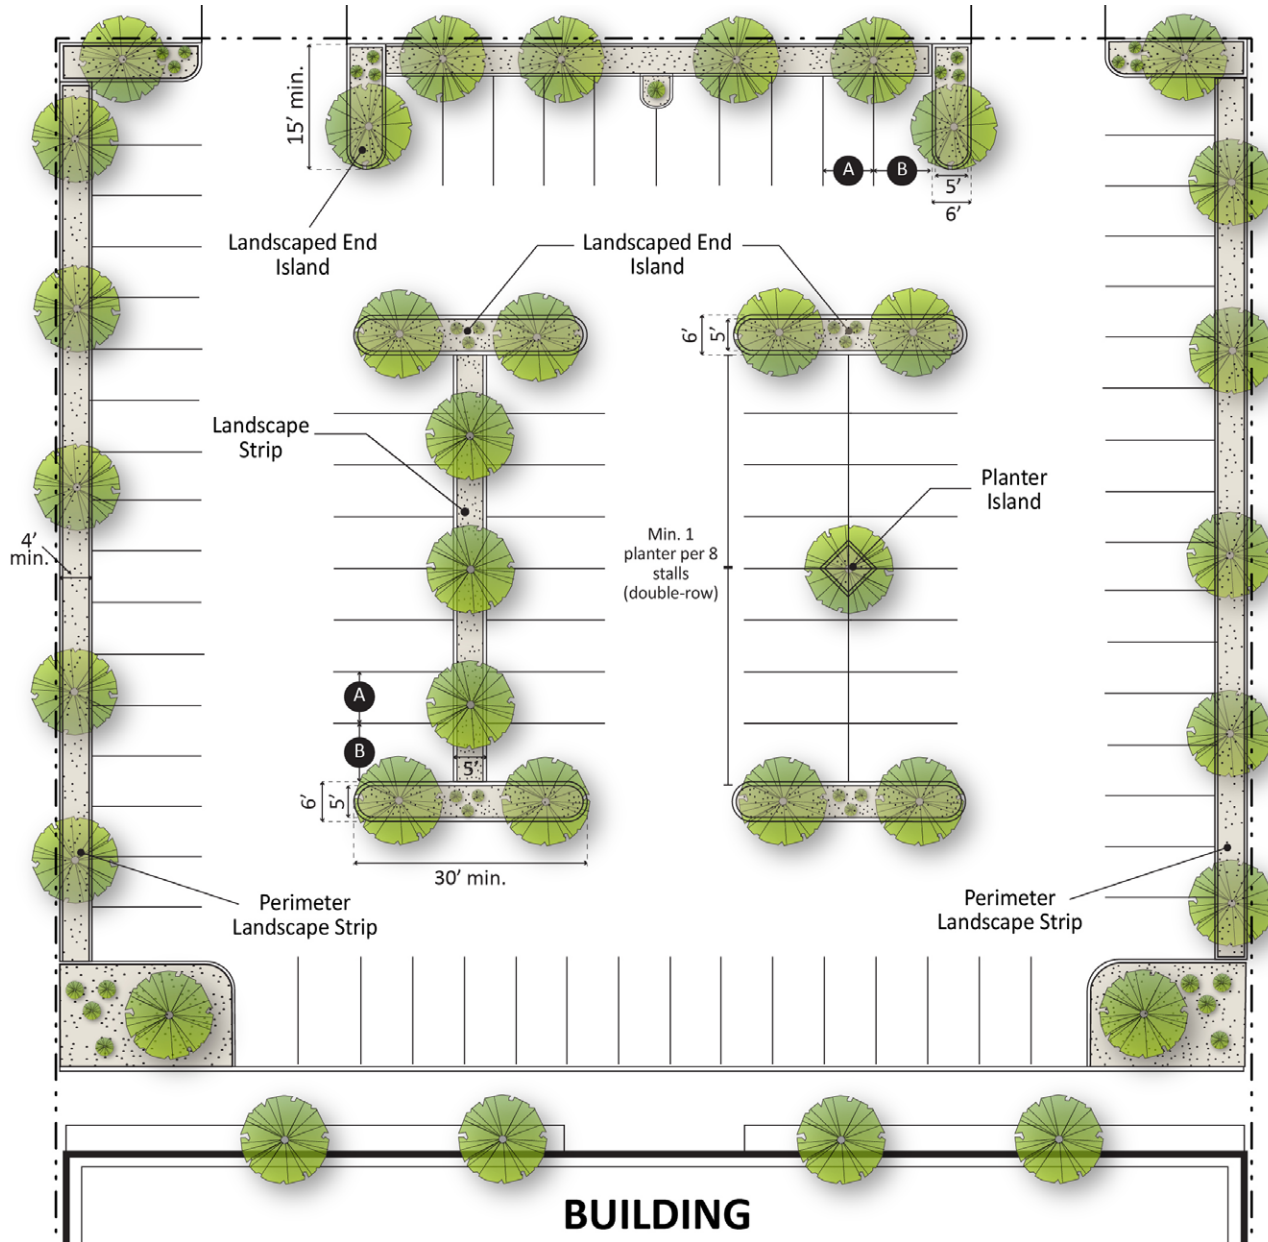 15' min.
A
B
5'
6'
Landscaped End
Island
Landscaped End
Island
6'
5'
Landscape
Strip
Planter
Island
Min. 1
planter per 8
stalls
(double-row)
4'
min.
A
B
5'
6'
5'
30' min.
Perimeter
Landscape Strip
Perimeter
Landscape Strip
BUILDING